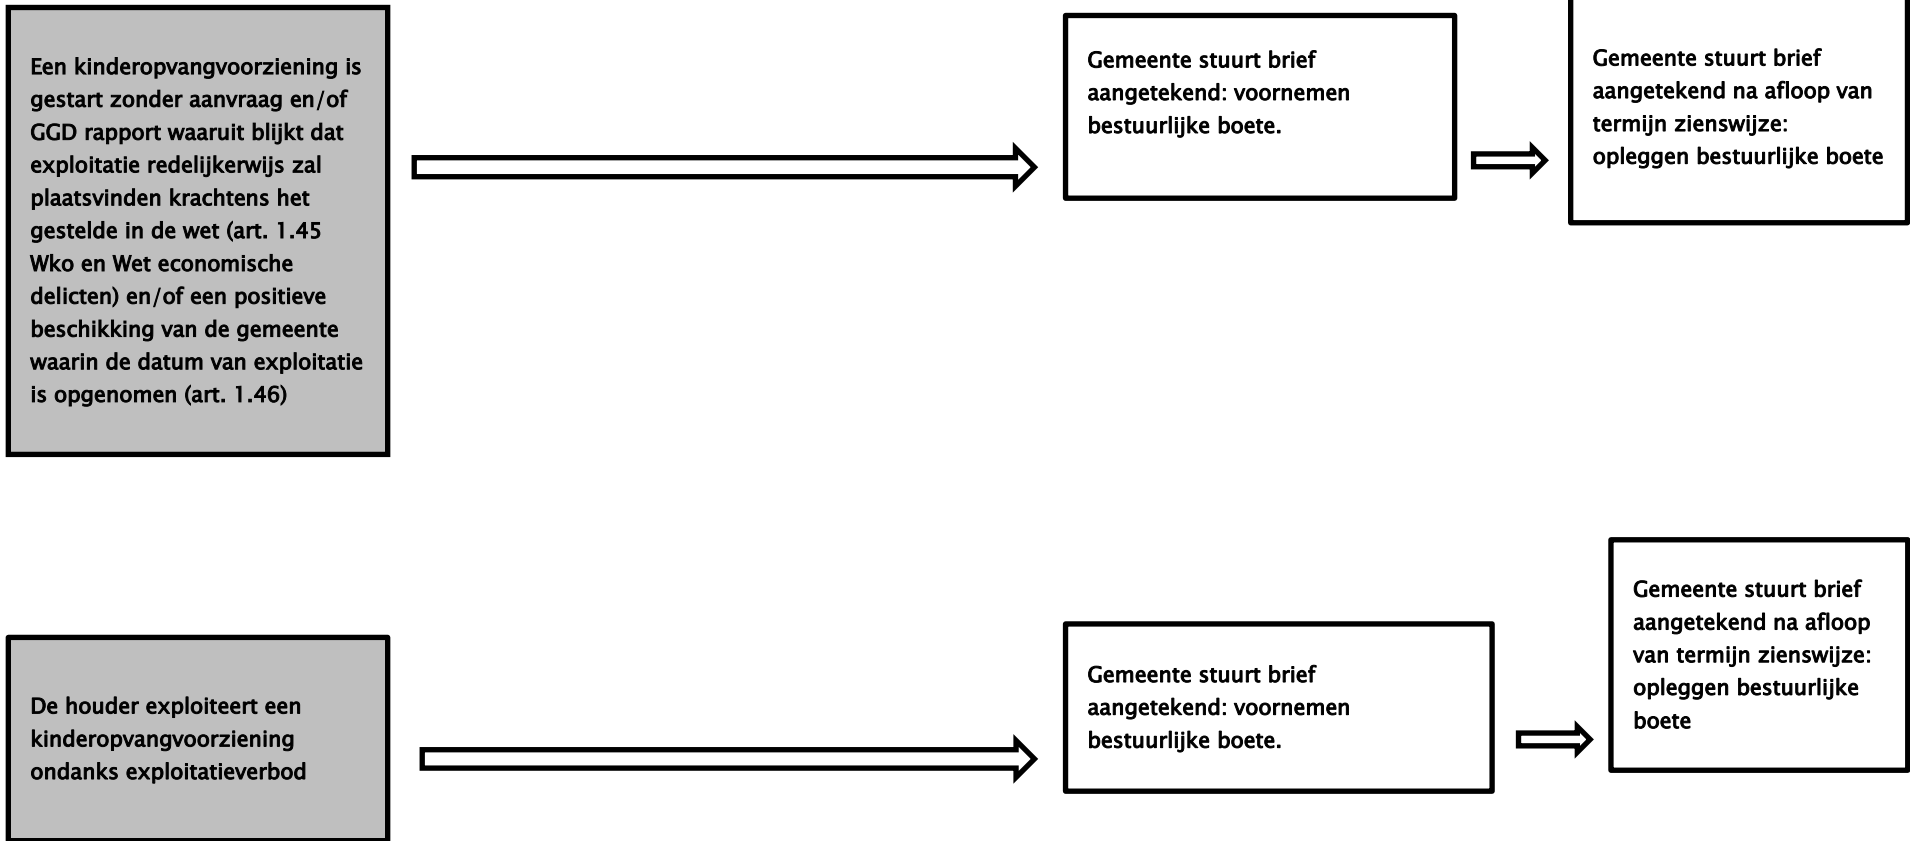 Een kinderopvangvoorziening is
gestart zonder aanvraag en/of
GGD rapport waaruit blijkt dat
exploitatie redelijkerwijs zal
plaatsvinden krachtens het
gestelde in de wet (art. 1.45
Wko en Wet economische
delicten) en/of een positieve
beschikking van de gemeente
waarin de datum van exploitatie
is opgenomen (art. 1.46)
Gemeente stuurt brief
aangetekend: voornemen
bestuurlijke boete.
Gemeente stuurt brief
aangetekend na afloop van
termijn zienswijze:
opleggen bestuurlijke boete
De houder exploiteert een
kinderopvangvoorziening
ondanks exploitatieverbod
Gemeente stuurt brief
aangetekend: voornemen
bestuurlijke boete.
Gemeente stuurt brief
aangetekend na afloop
van termijn zienswijze:
opleggen bestuurlijke
boete